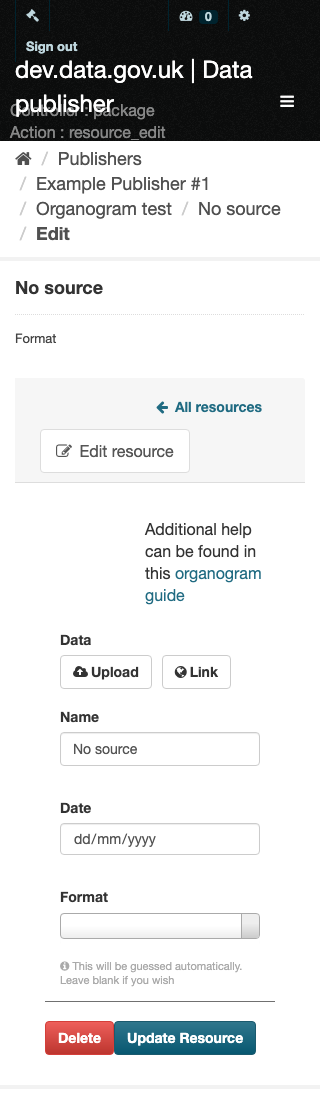 0
Sign out
dev.data.gov.uk | Data
publisher
Controller : package
Action : resource_edit
/ Publishers
/ Example Publisher #1
/ Organogram test / No source
/ Edit
No source
Format
All resources
Edit resource
Additional help
can be found in
this organogram
guide
Data
Upload Link
Name
No source
Date
dd/mm/yyyy
Format
This will be guessed automatically.
Leave blank if you wish
Delete Update Resource